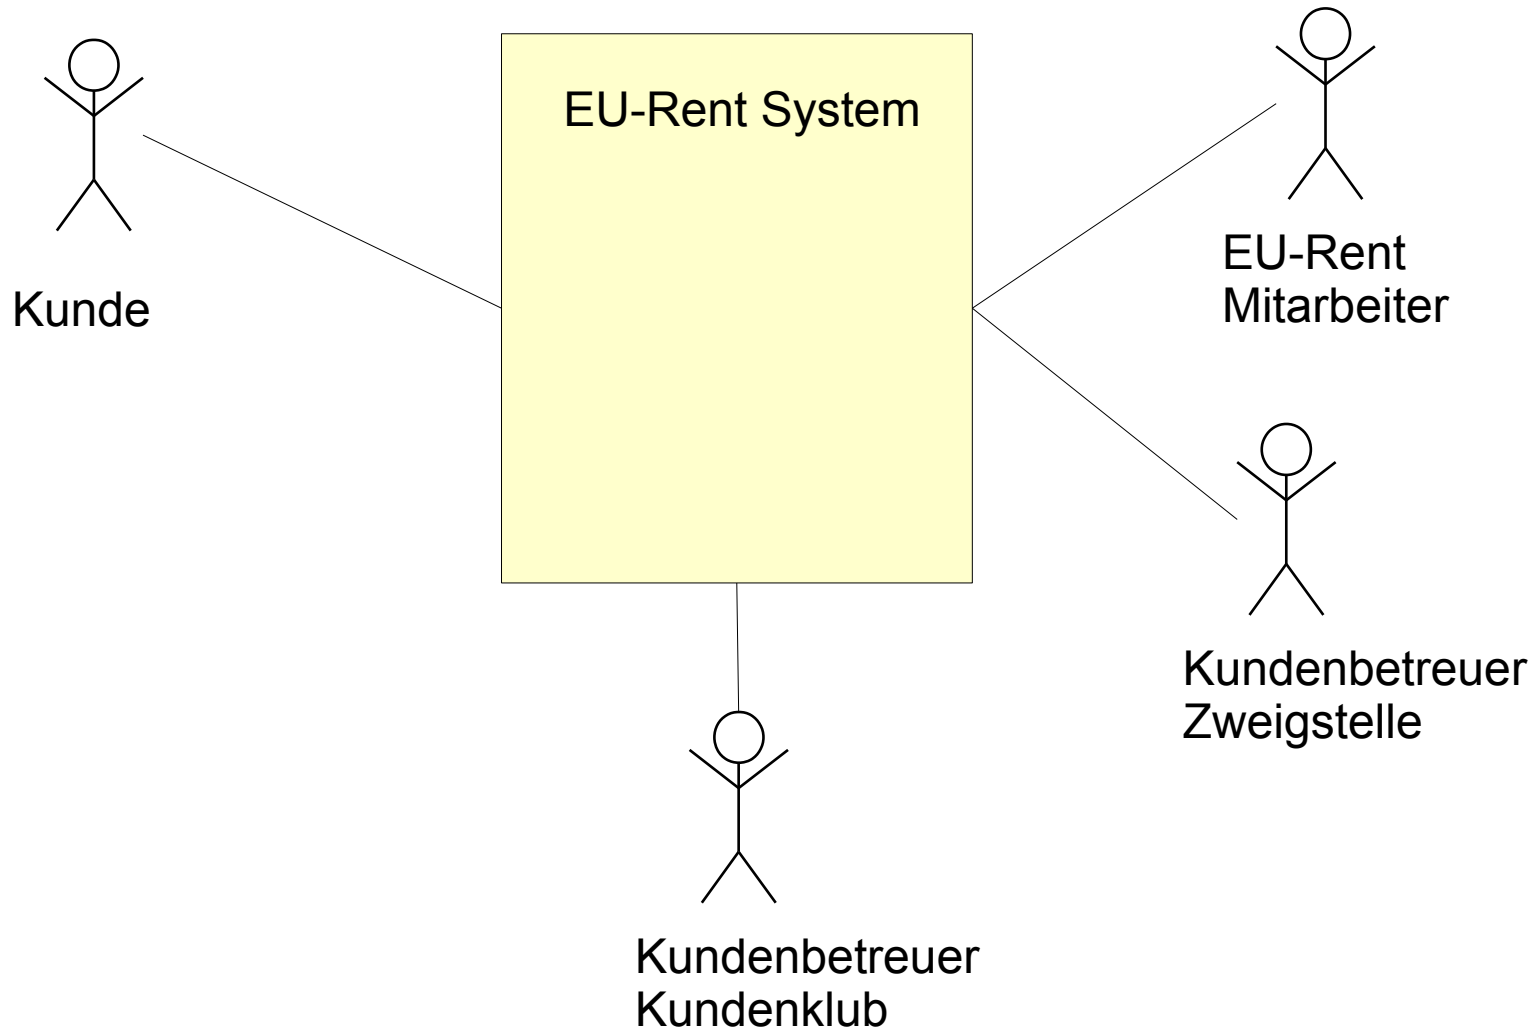 EU-Rent System
Kunde
EU-Rent
Mitarbeiter
Kundenbetreuer
Zweigstelle
Kundenbetreuer
Kundenklub